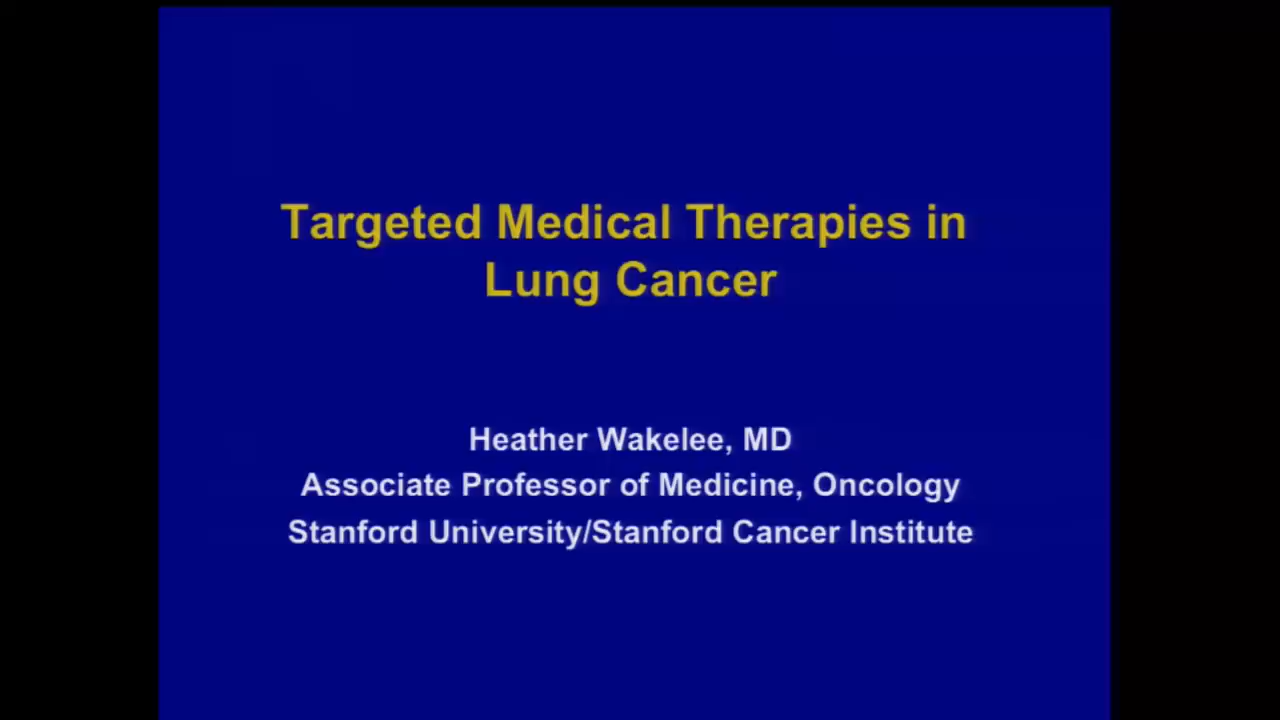 Targeted Medical Therapies in
Lung Cancer
Heather Wakelee, MD
Associate Professor of Medicine, Oncology
Stanford University/Stanford Cancer Institute